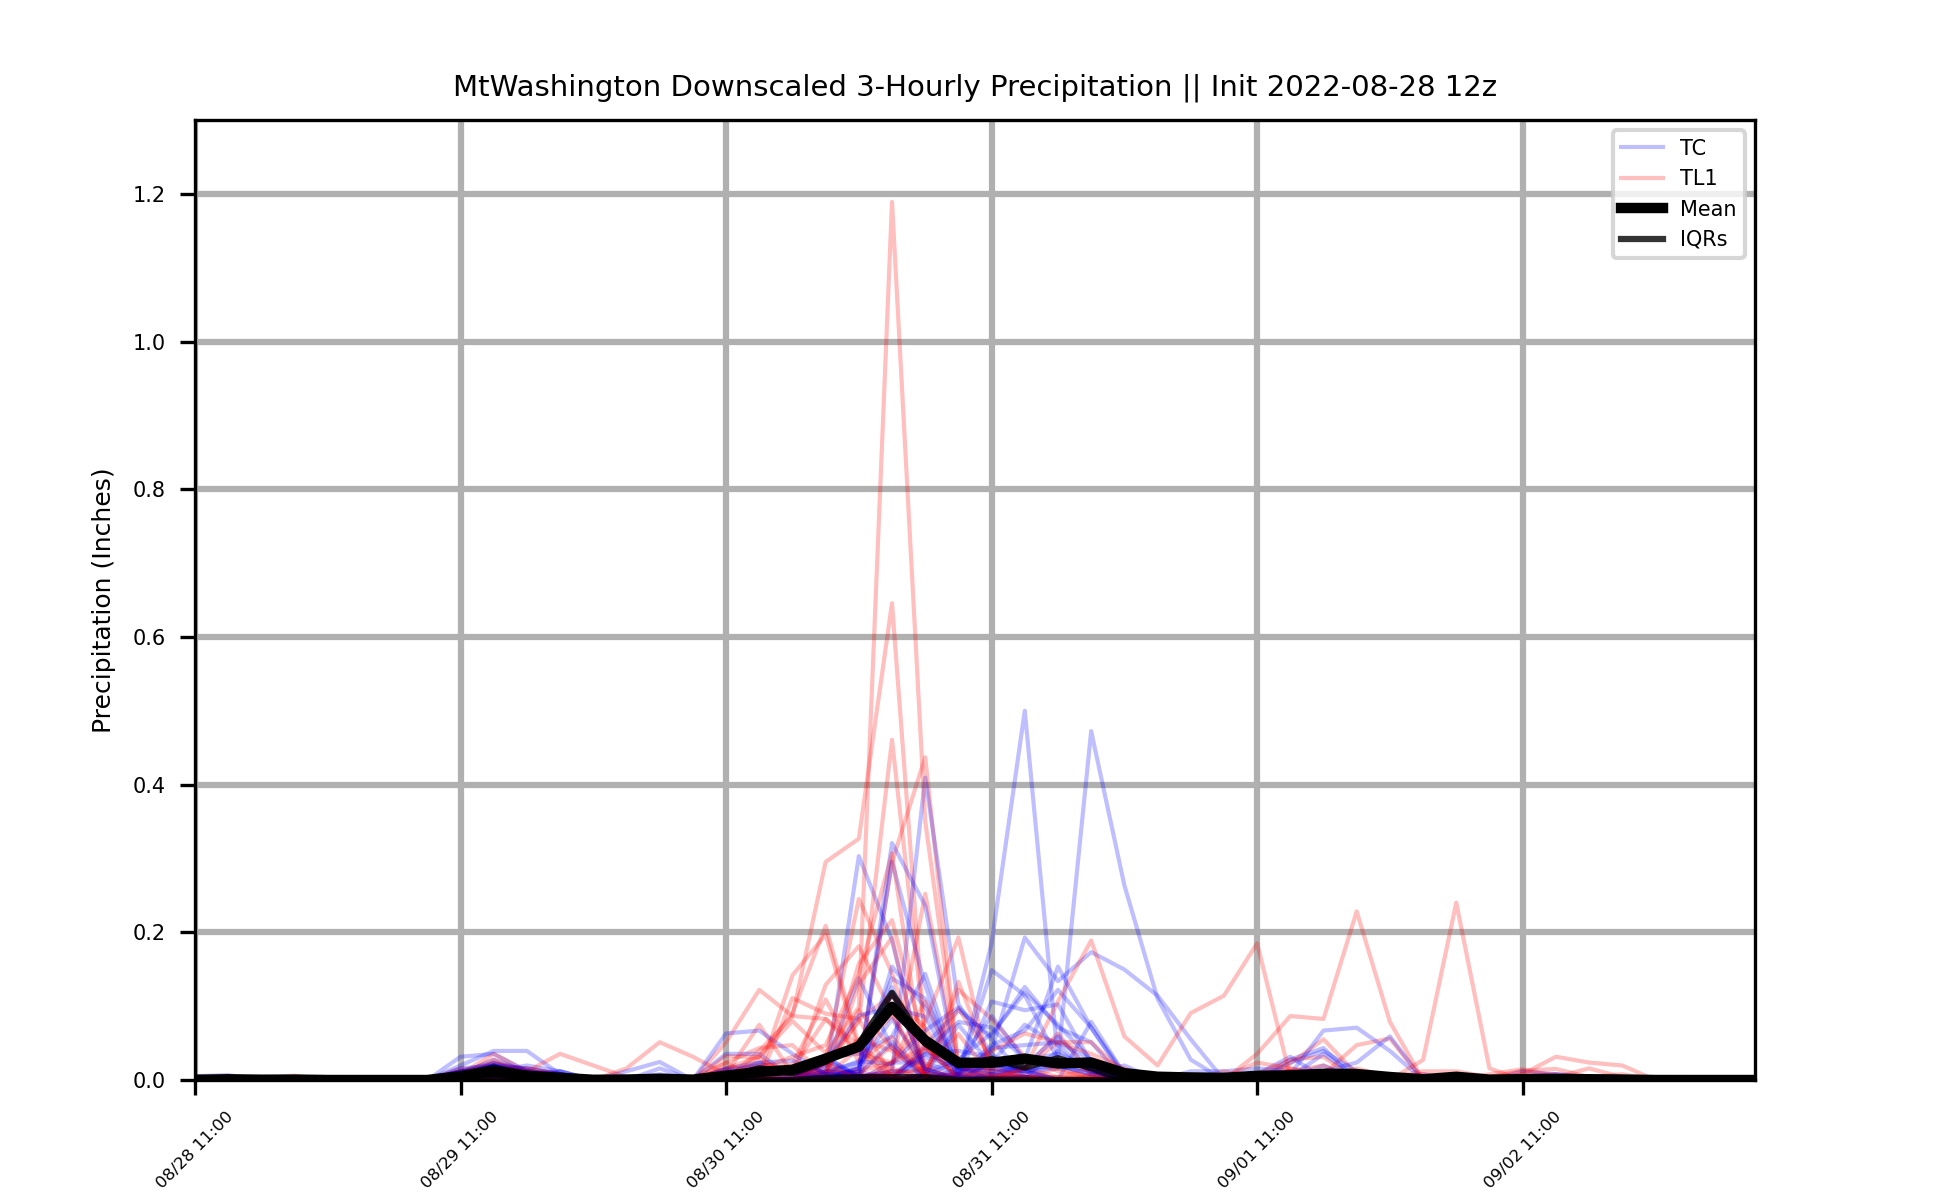 MtWashington Downscaled 3-Hourly Precipitation || Init 2022-08-28 12z
TC
TL1
Mean
IQRs
Precipitation (Inches)
1.2
1.0
0.8
0.6
0.4
0.2
0.0
08/28 11:00
08/29 11:00
08/30 11:00
08/31 11:00
09/01 11:00
09/02 11:00